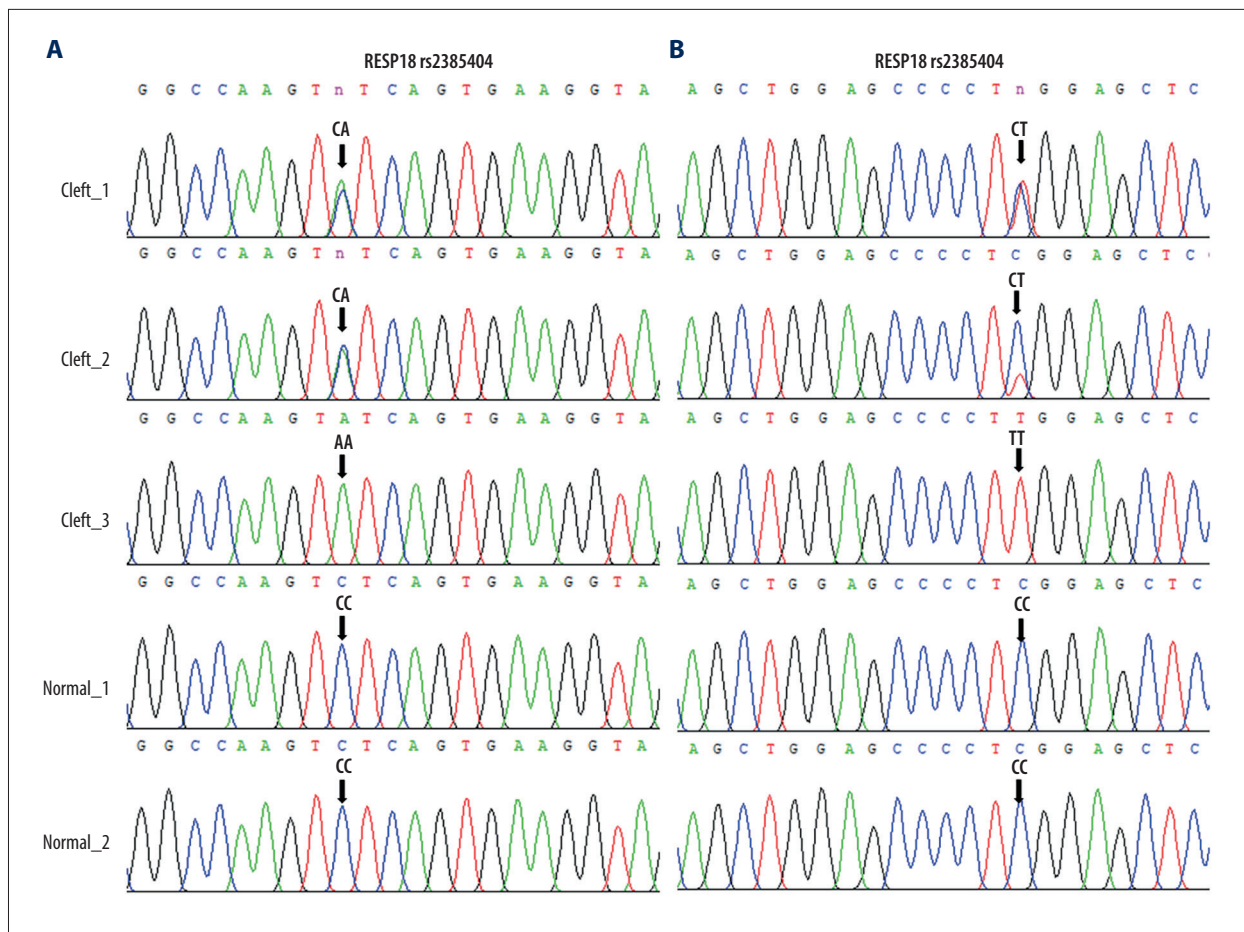 A
B
RESP18 rs2385404
RESP18 rs2385404
G G C C A A G T n T C A G T G A A G G T A
A G C T G G A G C C C C T n G G A G C T C
CA
CT
Cleft_1
G G C C A A G T n T C A G T G A A G G T A
A G C T G G A G C C C C T C G G A G C T C
CA
CT
Cleft_2
G G C C A A G T A T C A G T G A A G G T A
A G C T G G A G C C C C T T G G A G C T C
AA
TT
Cleft_3
G G C C A A G T C T C A G T G A A G G T A
A G C T G G A G C C C C T C G G A G C T C
CC
CC
Normal_1
G G C C A A G T C T C A G T G A A G G T A
A G C T G G A G C C C C T C G G A G C T C
CC
CC
Normal_2